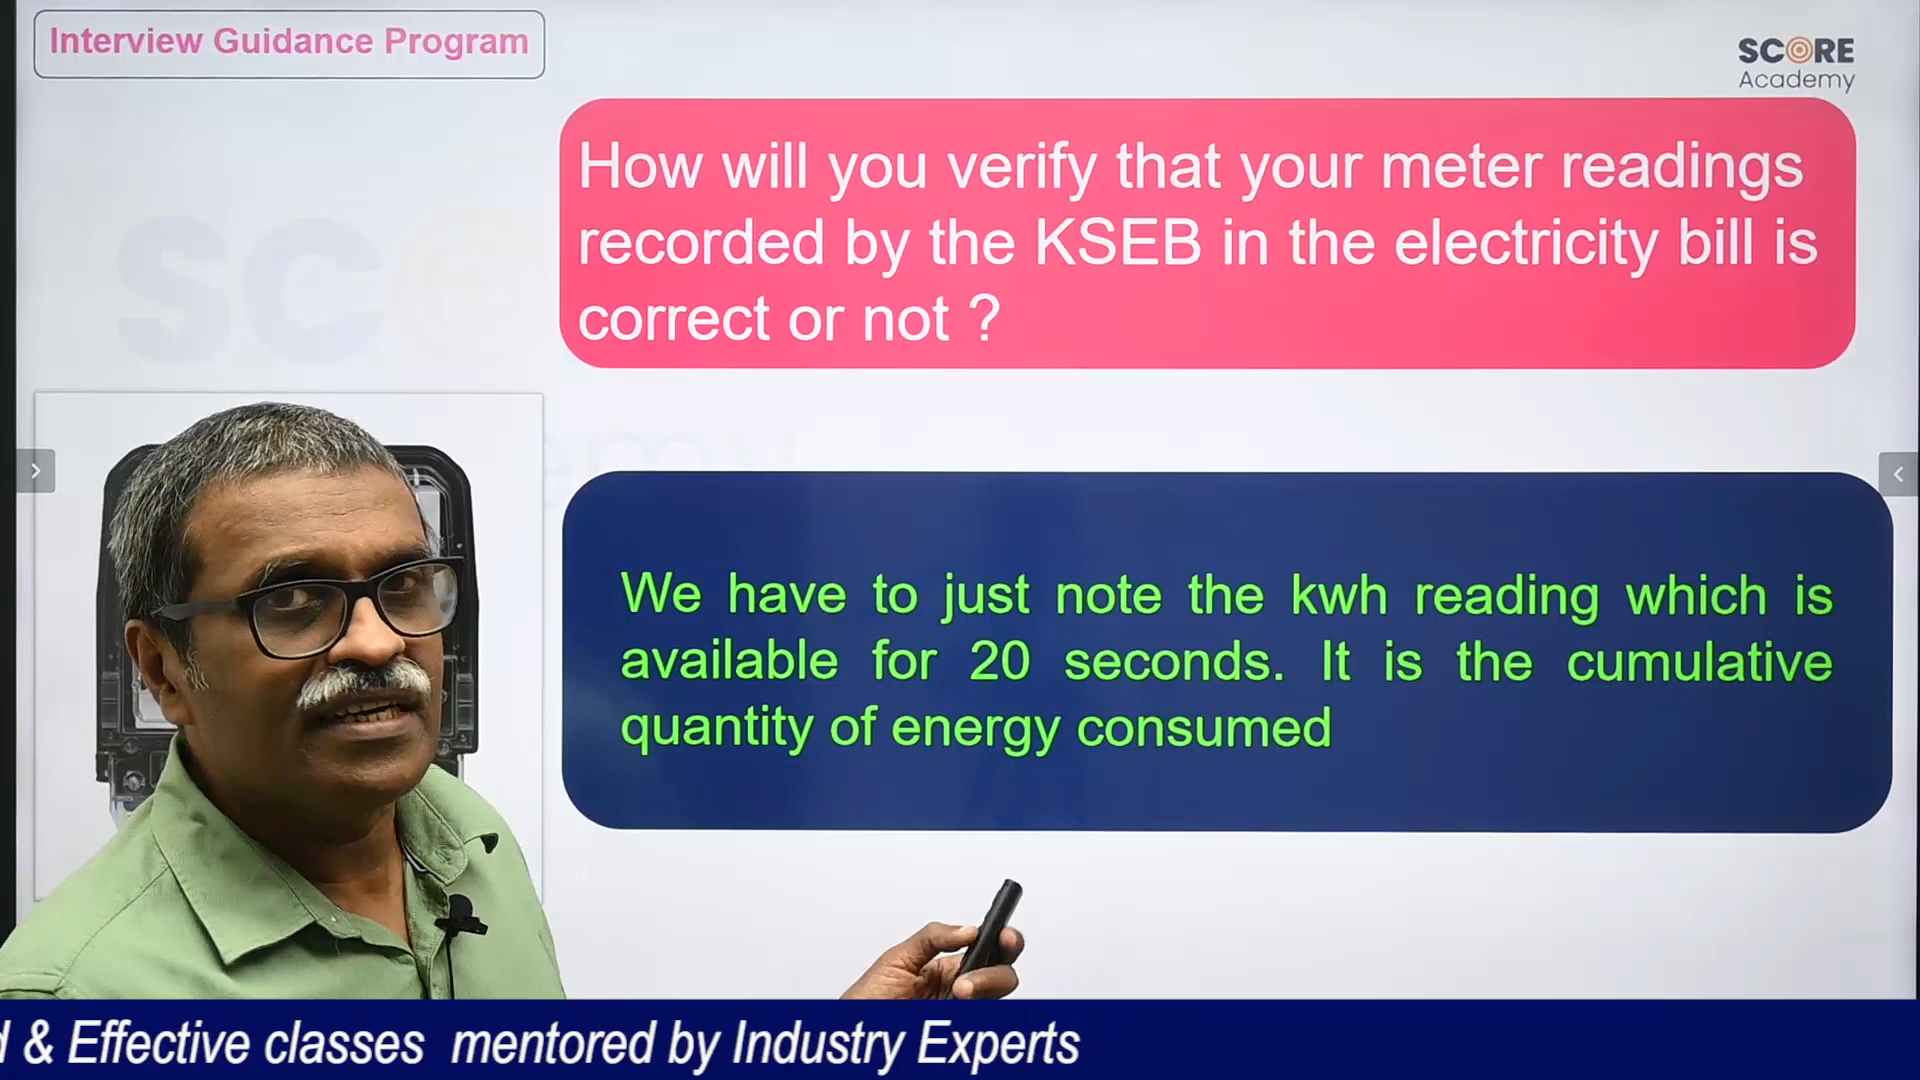 Interview Guidance Program
SCORE
Academy
How will you verify that your meter readings
recorded by the KSEB in the electricity bill is
correct or not ?
We have to just note the kwh reading which is
available for 20 seconds. It is the cumulative
quantity of energy consumed
& Effective classes mentored by Industry Experts